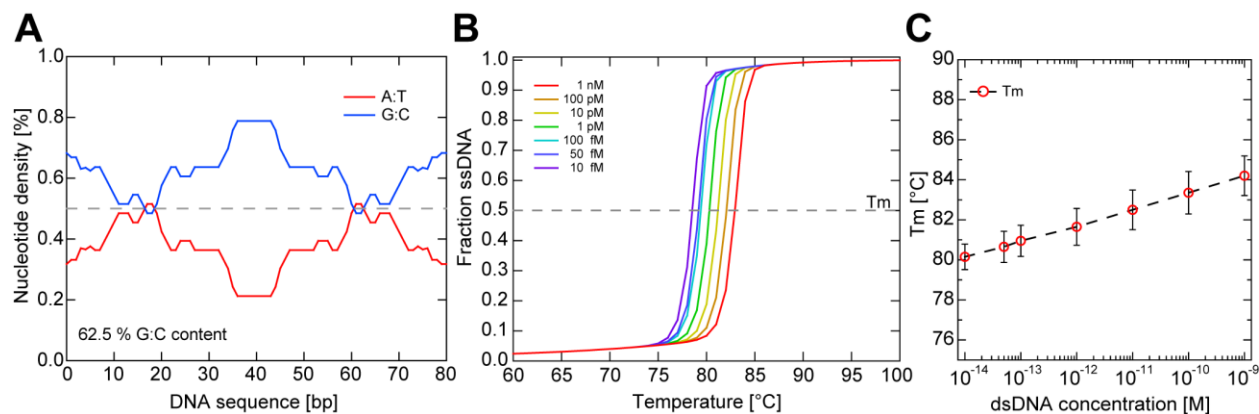 A
Nucleotide density [%]
1.0
0.8
0.6
0.4
0.2
0.0
A:T
G:C
62.5 % G:C content
0 10 20 30 40 50 60 70 80
DNA sequence [bp]
B
Fraction ssDNA
1.0
0.9
0.8
0.7
0.6
0.5
0.4
0.3
0.2
0.1
0.0
1 nM
100 pM
10 pM
1 pM
100 fM
50 fM
10 fM
Tm
60 65 70 75 80 85 90 95 100
Temperature [°C]
C
Tm [°C]
90
88
86
84
82
80
78
76
Tm
10⁻¹⁴ 10⁻¹³ 10⁻¹² 10⁻¹¹ 10⁻¹⁰ 10⁻⁹
dsDNA concentration [M]